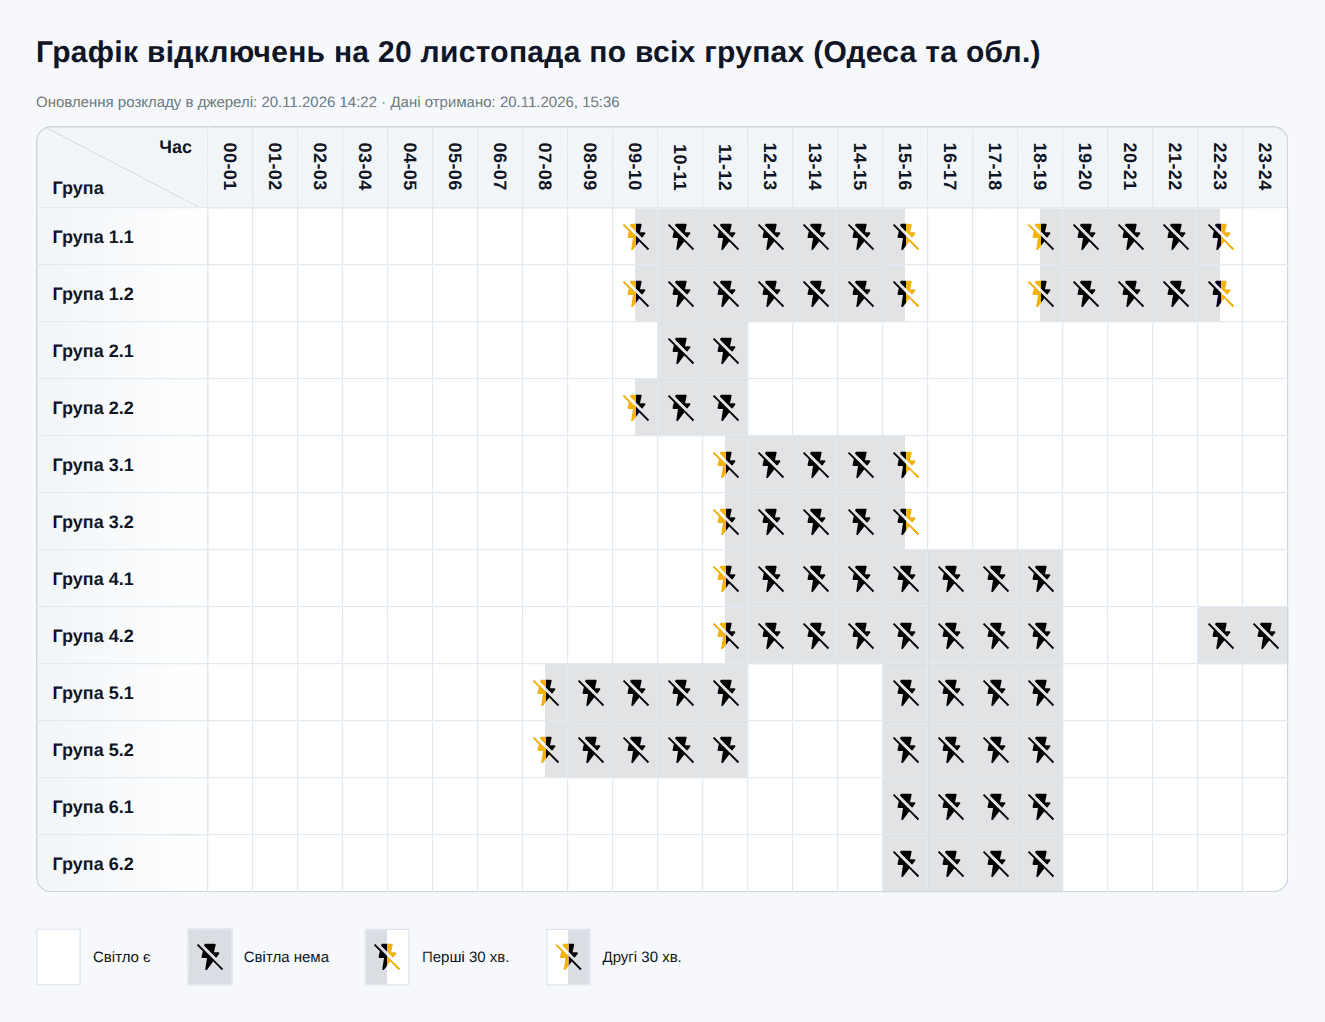 Графік відключень на 20 листопада по всіх групах (Одеса та обл.)
Оновлення розкладу в джерелі: 20.11.2026 14:22 · Дані отримано: 20.11.2026, 15:36
Час
Група
00-01 01-02 02-03 03-04 04-05 05-06 06-07 07-08 08-09 09-10 10-11 11-12 12-13 13-14 14-15 15-16 16-17 17-18 18-19 19-20 20-21 21-22 22-23 23-24
Група 1.1
Група 1.2
Група 2.1
Група 2.2
Група 3.1
Група 3.2
Група 4.1
Група 4.2
Група 5.1
Група 5.2
Група 6.1
Група 6.2
Світло є Світла нема Перші 30 хв. Другі 30 хв.